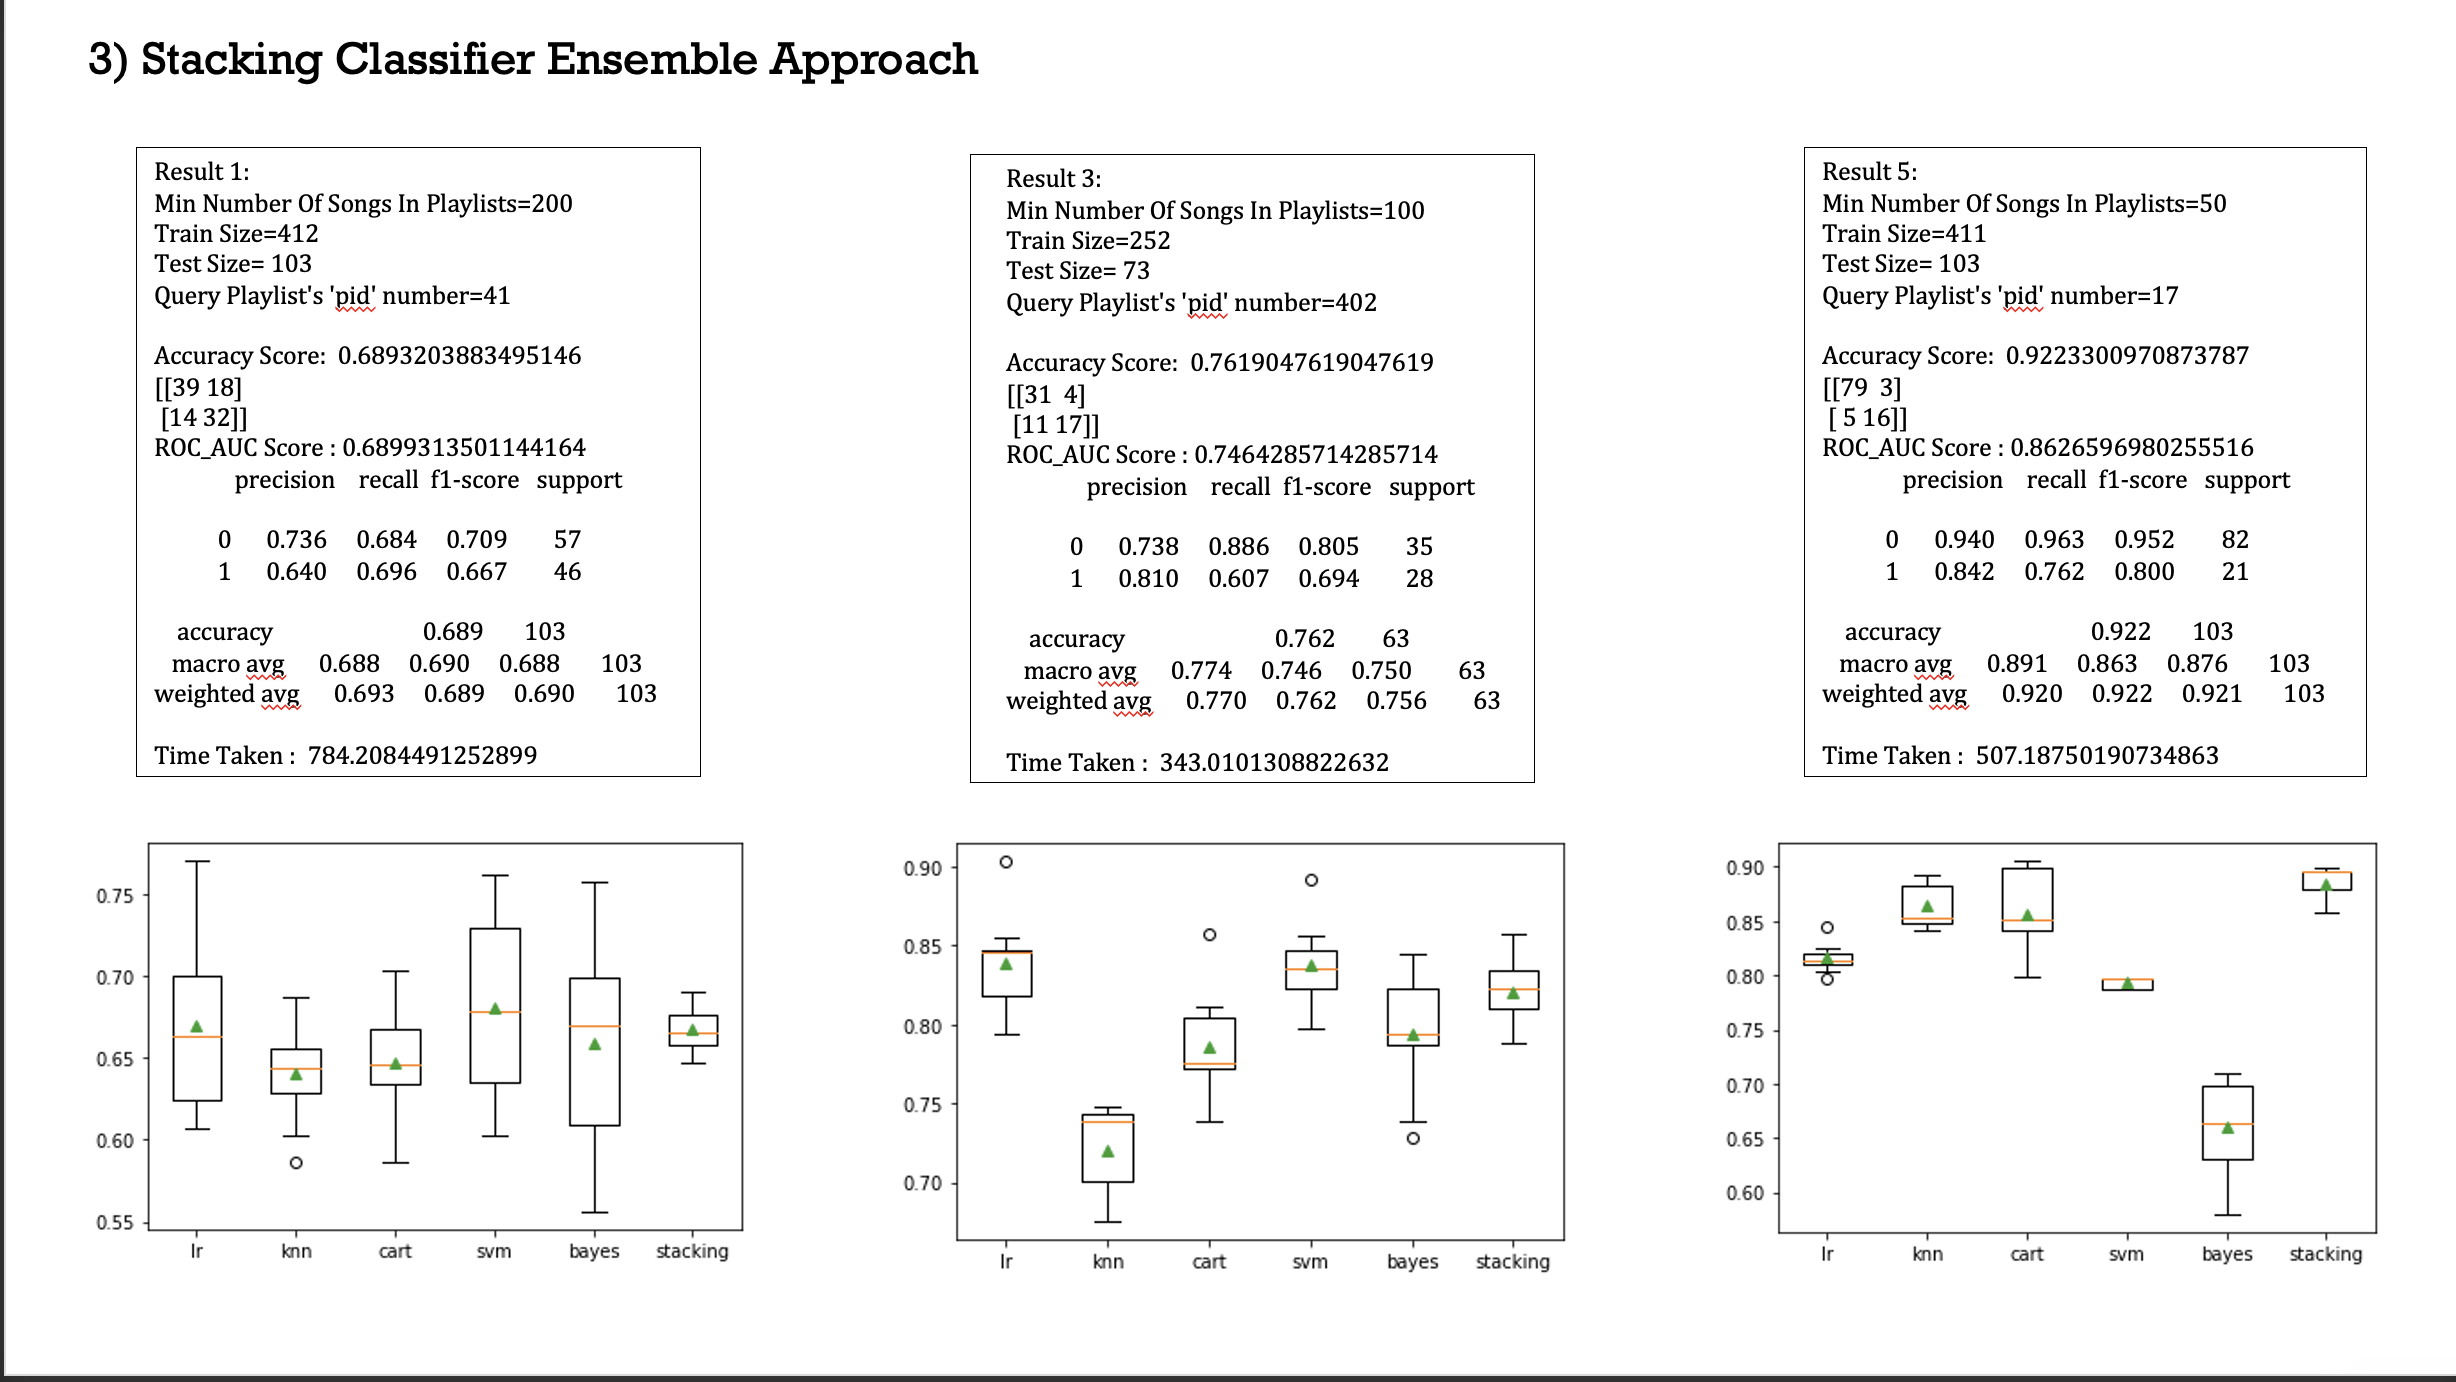 3) Stacking Classifier Ensemble Approach
Result 1:
Min Number Of Songs In Playlists=200
Train Size=412
Test Size= 103
Query Playlist's 'pid' number=41
Accuracy Score: 0.6893203883495146
[[39 18]
[14 32]]
ROC_AUC Score : 0.6899313501144164
precision recall f1-score support
0 0.736 0.684 0.709 57
1 0.640 0.696 0.667 46
accuracy 0.689 103
macro avg 0.688 0.690 0.688 103
weighted avg 0.693 0.689 0.690 103
Time Taken : 784.2084491252899
Result 3:
Min Number Of Songs In Playlists=100
Train Size=252
Test Size= 73
Query Playlist's 'pid' number=402
Accuracy Score: 0.7619047619047619
[[31 4]
[11 17]]
ROC_AUC Score : 0.7464285714285714
precision recall f1-score support
0 0.738 0.886 0.805 35
1 0.810 0.607 0.694 28
accuracy 0.762 63
macro avg 0.774 0.746 0.750 63
weighted avg 0.770 0.762 0.756 63
Time Taken : 343.0101308822632
Result 5:
Min Number Of Songs In Playlists=50
Train Size=411
Test Size= 103
Query Playlist's 'pid' number=17
Accuracy Score: 0.9223300970873787
[[79 3]
[ 5 16]]
ROC_AUC Score : 0.8626596980255516
precision recall f1-score support
0 0.940 0.963 0.952 82
1 0.842 0.762 0.800 21
accuracy 0.922 103
macro avg 0.891 0.863 0.876 103
weighted avg 0.920 0.922 0.921 103
Time Taken : 507.18750190734863
0.75
0.70
0.65
0.60
0.55
lr knn cart svm bayes stacking
0.90
0.85
0.80
0.75
0.70
lr knn cart svm bayes stacking
0.90
0.85
0.80
0.75
0.70
0.65
0.60
lr knn cart svm bayes stacking